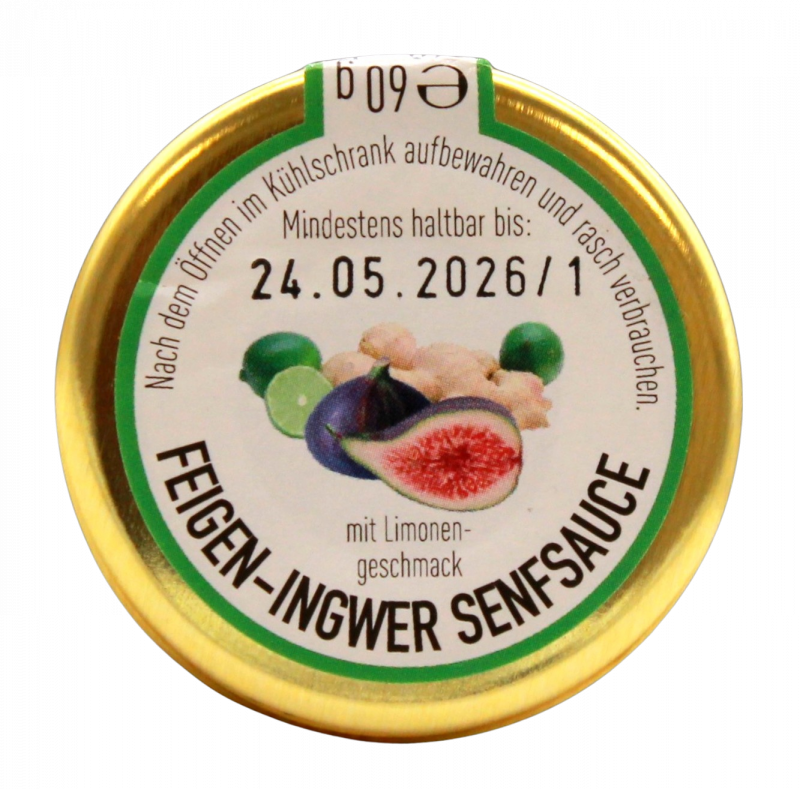 60 g ℮
Nach dem Öffnen im Kühlschrank aufbewahren und rasch verbrauchen.
Mindestens haltbar bis:
24.05.2026/1
mit Limonen-
geschmack
FEIGEN-INGWER SENFSAUCE